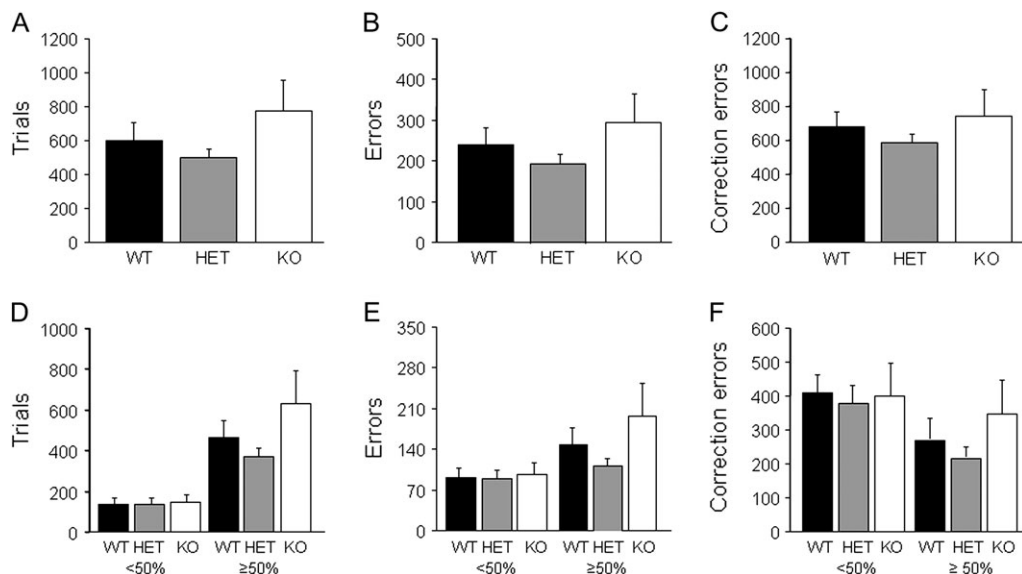 A
Trials
1200
1000
800
600
400
200
0
WT HET KO
B
Errors
500
400
300
200
100
0
WT HET KO
C
Correction errors
1200
1000
800
600
400
200
0
WT HET KO
D
Trials
1000
800
600
400
200
0
WT HET KO WT HET KO
<50% ≥50%
E
Errors
350
280
210
140
70
0
WT HET KO WT HET KO
<50% ≥50%
F
Correction errors
600
500
400
300
200
100
0
WT HET KO WT HET KO
<50% ≥ 50%